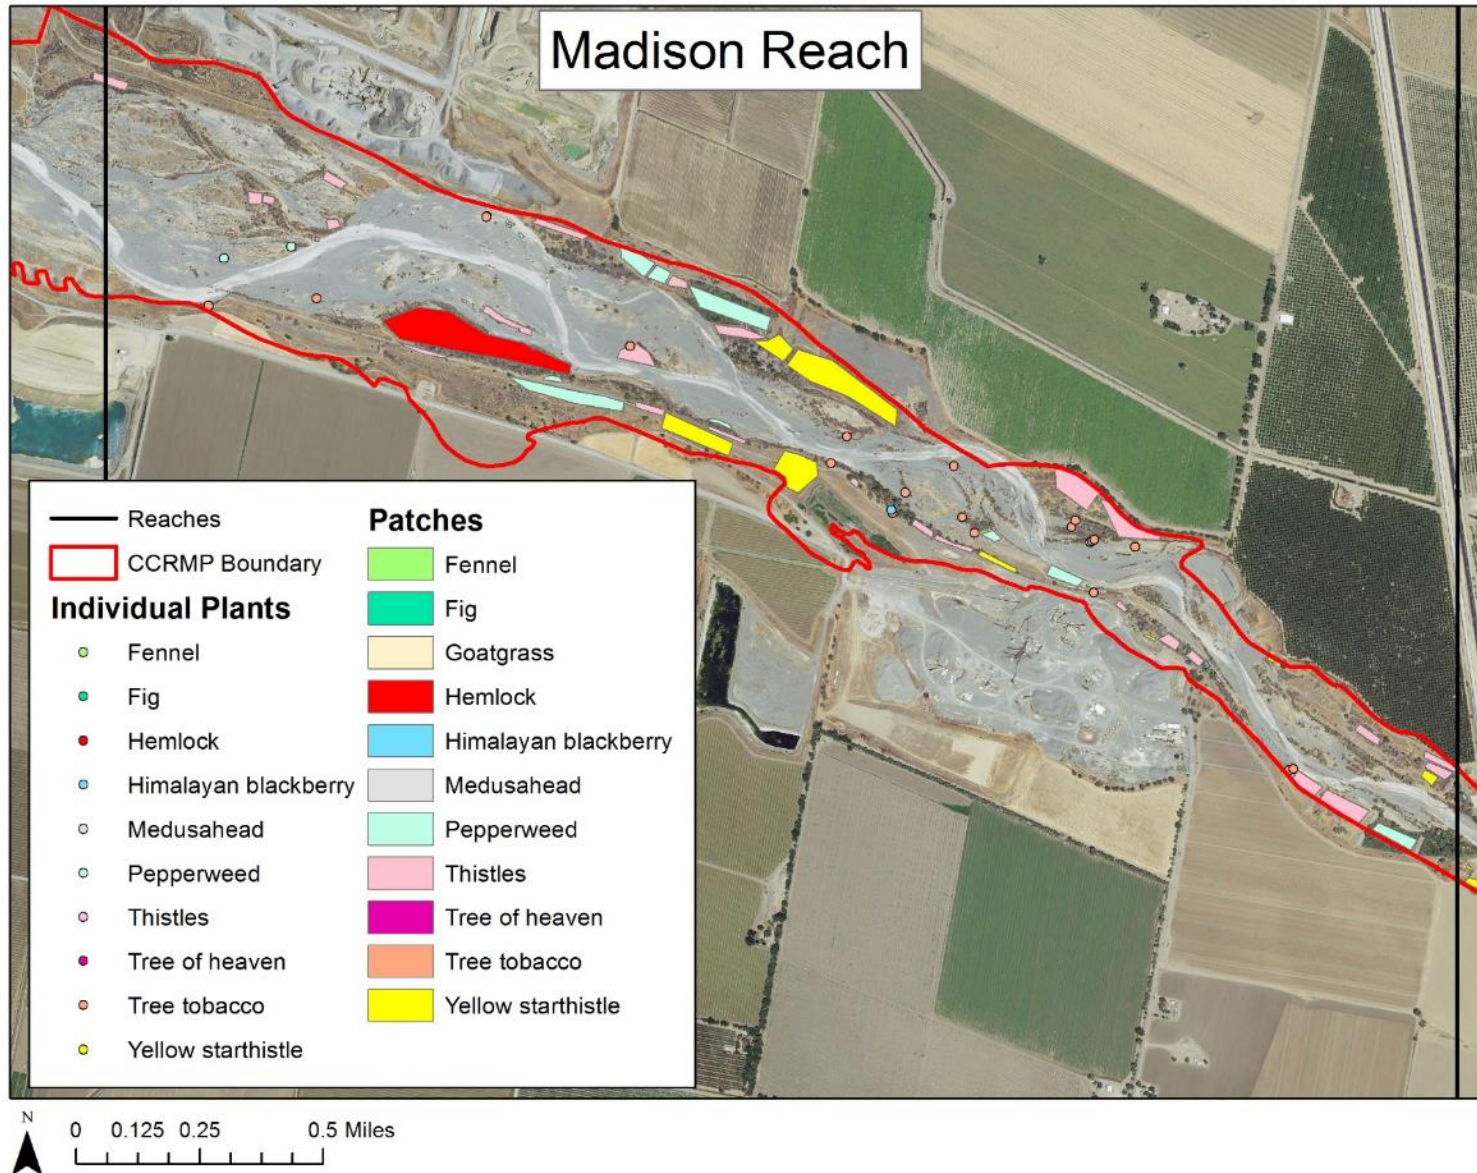 Madison Reach
Reaches
CCRMP Boundary
Individual Plants
Fennel
Fig
Hemlock
Himalayan blackberry
Medusahead
Pepperweed
Thistles
Tree of heaven
Tree tobacco
Yellow starthistle
Patches
Fennel
Fig
Goatgrass
Hemlock
Himalayan blackberry
Medusahead
Pepperweed
Thistles
Tree of heaven
Tree tobacco
Yellow starthistle
N
0 0.125 0.25 0.5 Miles